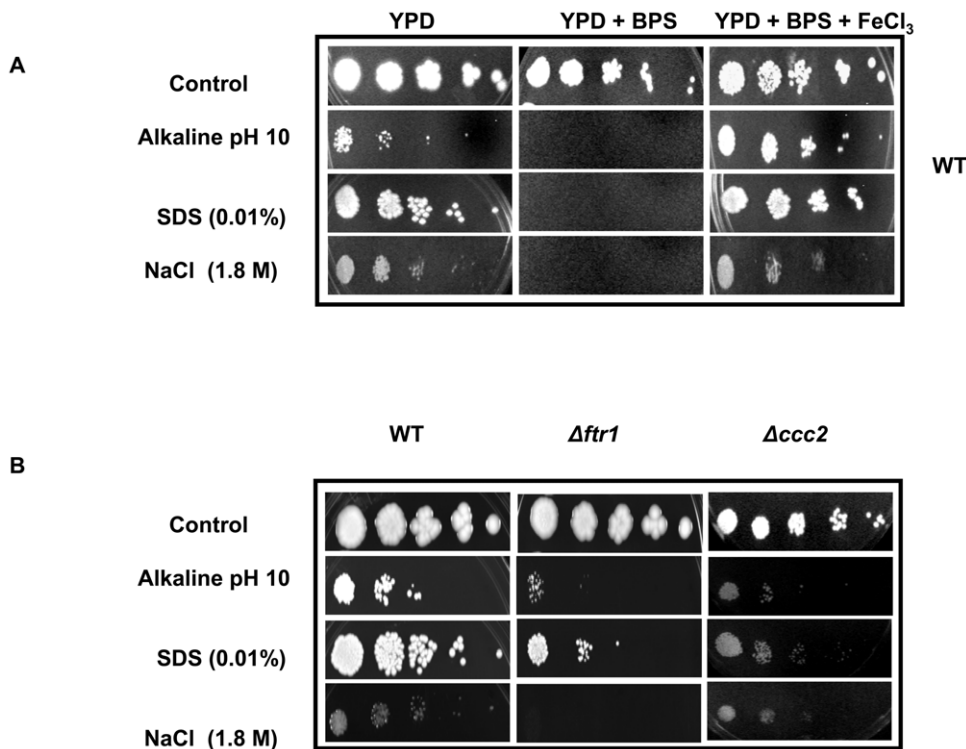 YPD YPD + BPS YPD + BPS + FeCl₃
A
Control
Alkaline pH 10
WT
SDS (0.01%)
NaCl (1.8 M)
WT Δftr1 Δccc2
B
Control
Alkaline pH 10
SDS (0.01%)
NaCl (1.8 M)